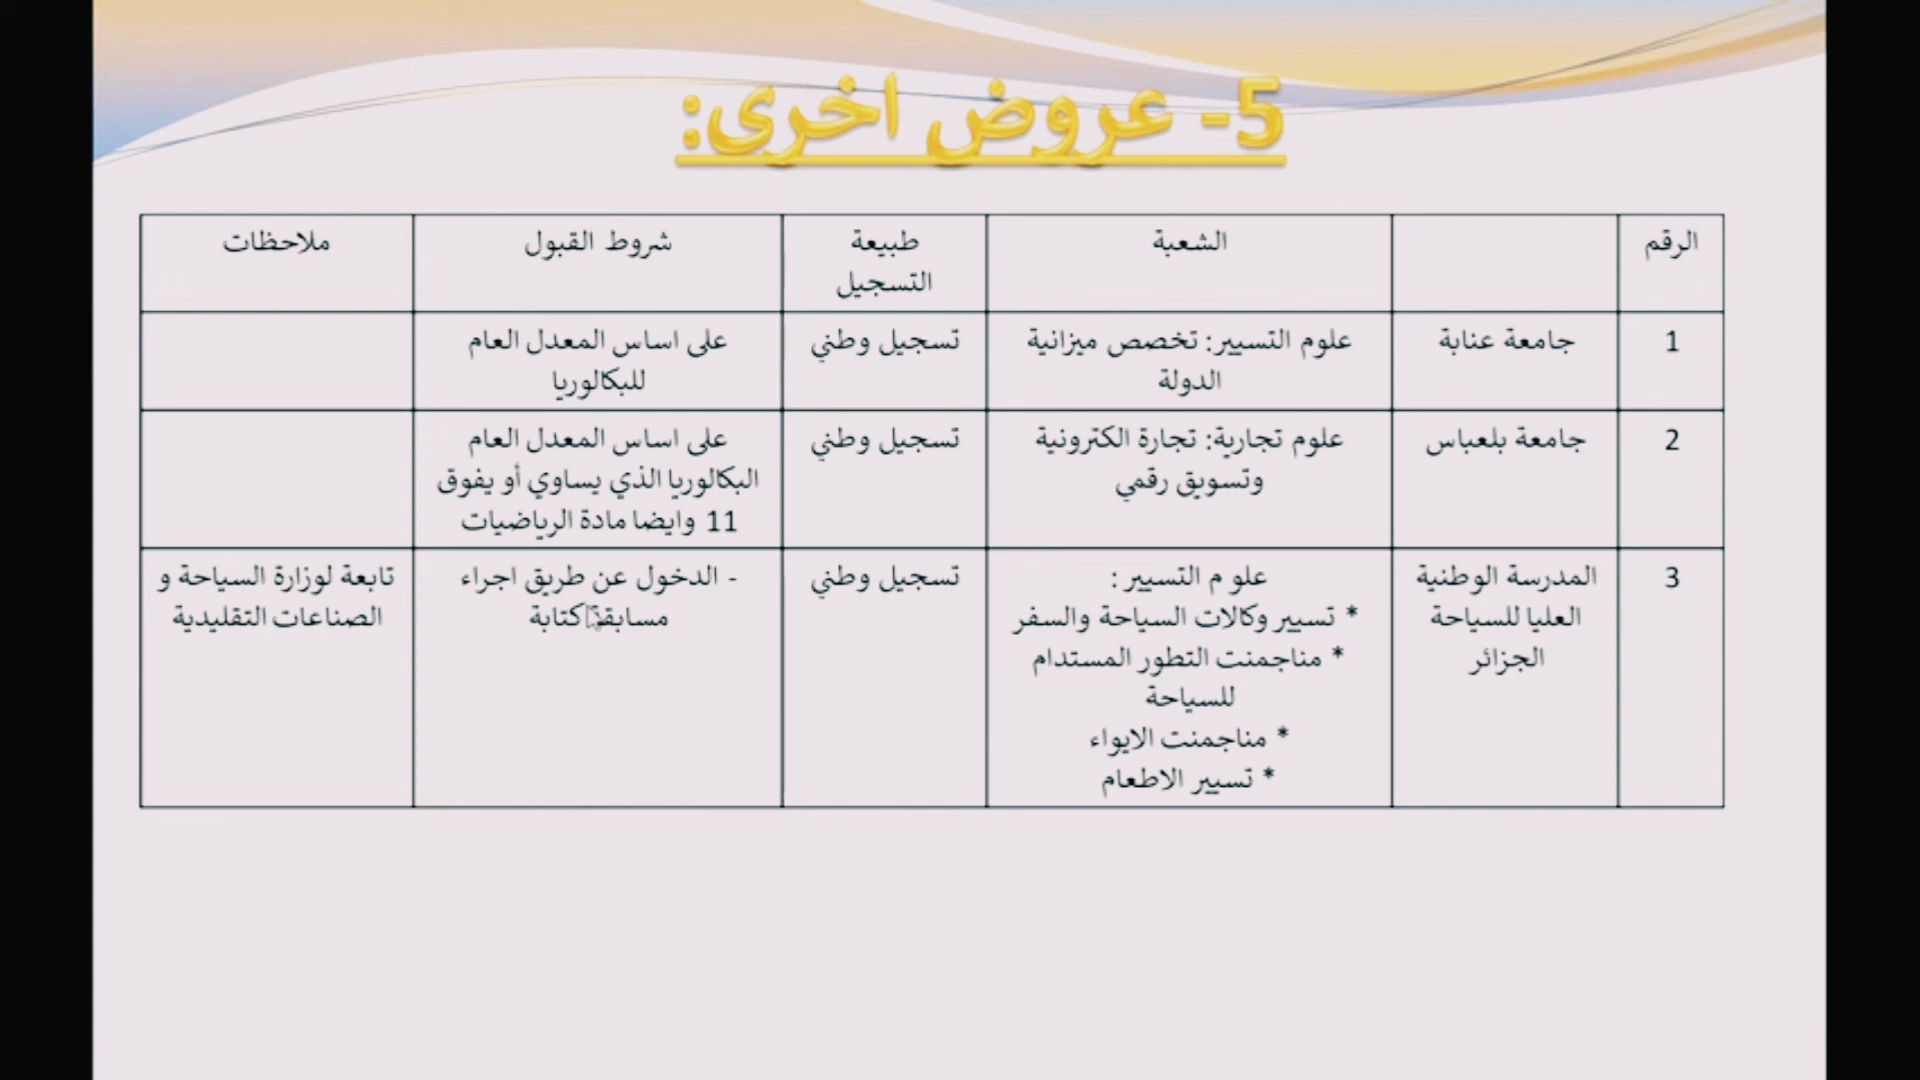 5- عروض اخرى:
الرقم
الشعبة
طبيعة
التسجيل
شروط القبول
ملاحظات
1
جامعة عنابة
علوم التسيير: تخصص ميزانية
الدولة
تسجيل وطني
على اساس المعدل العام
للبكالوريا
2
جامعة بلعباس
علوم تجارية: تجارة الكترونية
وتسويق رقمي
تسجيل وطني
على اساس المعدل العام
البكالوريا الذي يساوي أو يفوق
11 وايضا مادة الرياضيات
3
المدرسة الوطنية
العليا للسياحة
الجزائر
علو م التسيير :
* تسيير وكالات السياحة والسفر
* مناجمنت التطور المستدام
للسياحة
* مناجمنت الايواء
* تسيير الاطعام
تسجيل وطني
- الدخول عن طريق اجراء
مسابقة كتابة
تابعة لوزارة السياحة و
الصناعات التقليدية